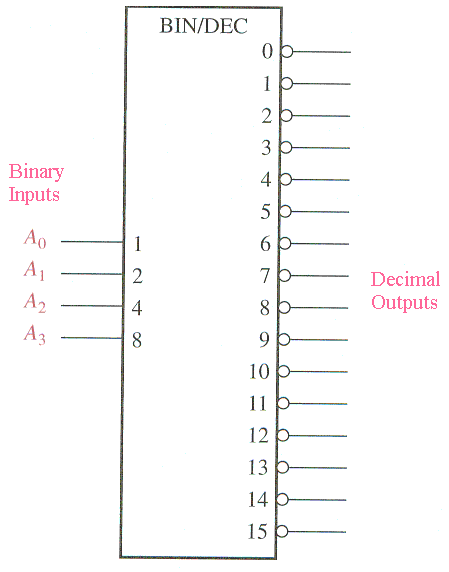 BIN/DEC
0
1
2
3
4
Binary
Inputs
5
A0 1 6
A1 2 7
Decimal
A2 4 8
Outputs
A3 8 9
10
11
12
13
14
15